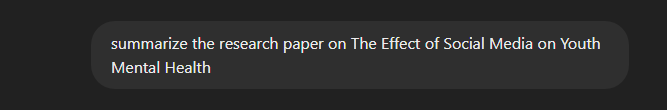 summarize the research paper on The Effect of Social Media on Youth
Mental Health